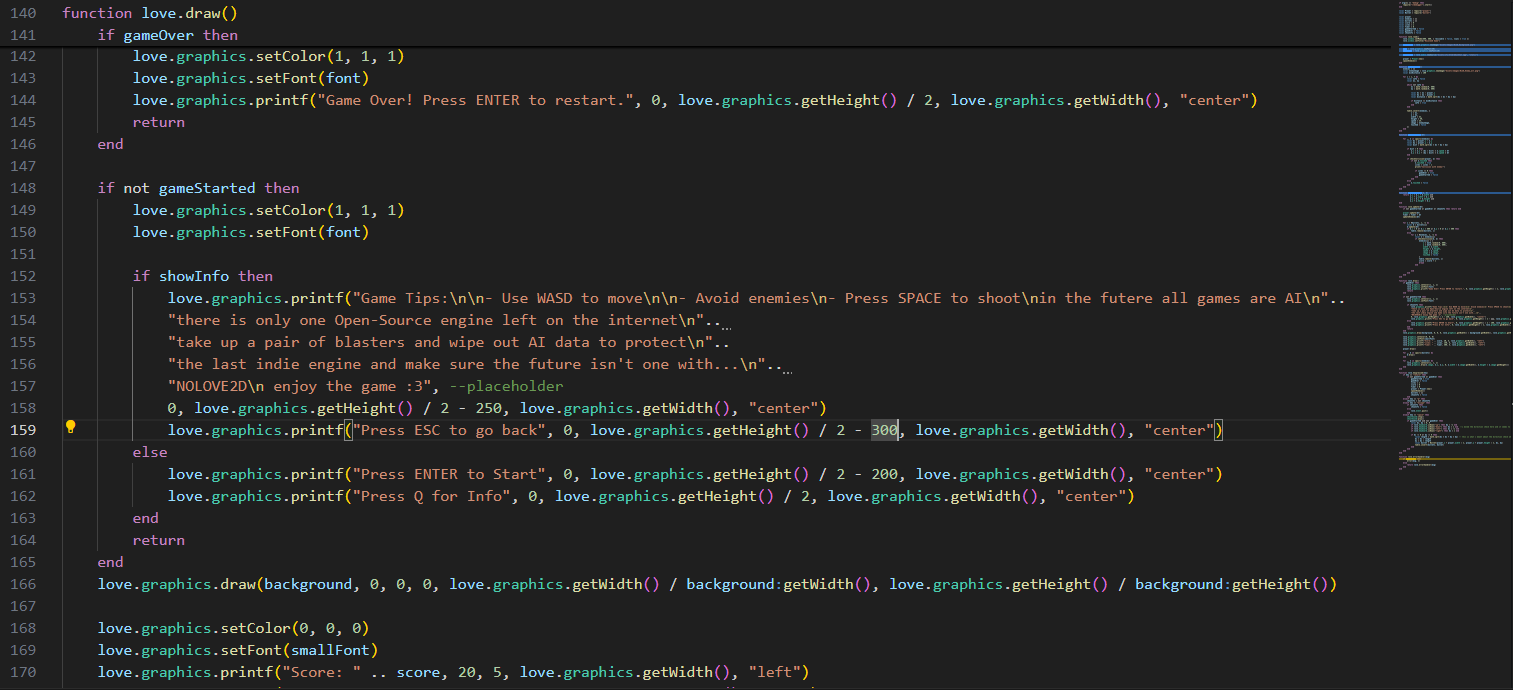 140 function love.draw()
141     if gameOver then
142         love.graphics.setColor(1, 1, 1)
143         love.graphics.setFont(font)
144         love.graphics.printf("Game Over! Press ENTER to restart.", 0, love.graphics.getHeight() / 2, love.graphics.getWidth(), "center")
145         return
146     end
147
148     if not gameStarted then
149         love.graphics.setColor(1, 1, 1)
150         love.graphics.setFont(font)
151
152         if showInfo then
153             love.graphics.printf("Game Tips:\n\n- Use WASD to move\n\n- Avoid enemies\n- Press SPACE to shoot\nin the futere all games are AI\n"..
154             "there is only one Open-Source engine left on the internet\n"..
155             "take up a pair of blasters and wipe out AI data to protect\n"..
156             "the last indie engine and make sure the future isn't one with...\n"..
157             "NOLOVE2D\n enjoy the game :3", --placeholder
158             0, love.graphics.getHeight() / 2 - 250, love.graphics.getWidth(), "center")
159             love.graphics.printf("Press ESC to go back", 0, love.graphics.getHeight() / 2 - 300, love.graphics.getWidth(), "center")
160         else
161             love.graphics.printf("Press ENTER to Start", 0, love.graphics.getHeight() / 2 - 200, love.graphics.getWidth(), "center")
162             love.graphics.printf("Press Q for Info", 0, love.graphics.getHeight() / 2, love.graphics.getWidth(), "center")
163         end
164         return
165     end
166     love.graphics.draw(background, 0, 0, 0, love.graphics.getWidth() / background:getWidth(), love.graphics.getHeight() / background:getHeight())
167
168     love.graphics.setColor(0, 0, 0)
169     love.graphics.setFont(smallFont)
170     love.graphics.printf("Score: " .. score, 20, 5, love.graphics.getWidth(), "left")